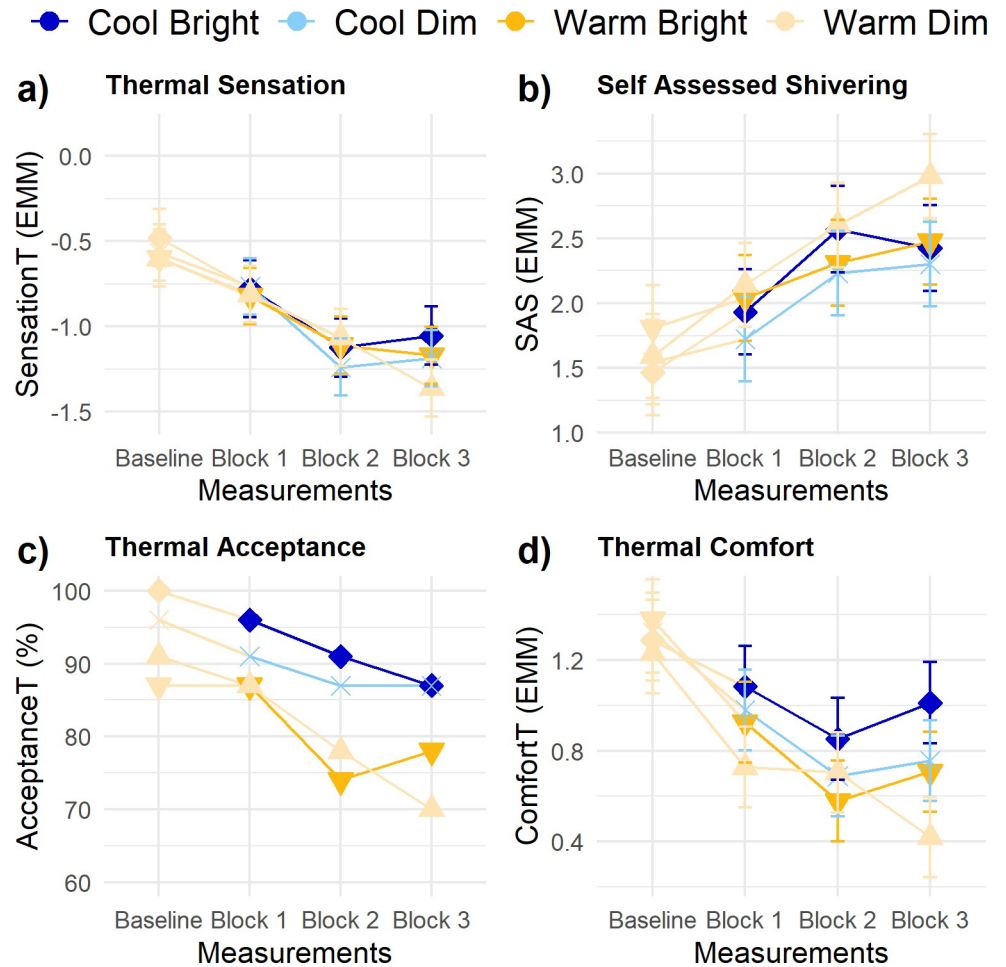 Cool Bright Cool Dim Warm Bright Warm Dim
a) Thermal Sensation
SensationT (EMM)
0.0
-0.5
-1.0
-1.5
Baseline Block 1 Block 2 Block 3
Measurements
b) Self Assessed Shivering
SAS (EMM)
3.0
2.5
2.0
1.5
1.0
Baseline Block 1 Block 2 Block 3
Measurements
c) Thermal Acceptance
AcceptanceT (%)
100
90
80
70
60
Baseline Block 1 Block 2 Block 3
Measurements
d) Thermal Comfort
ComfortT (EMM)
1.2
0.8
0.4
Baseline Block 1 Block 2 Block 3
Measurements